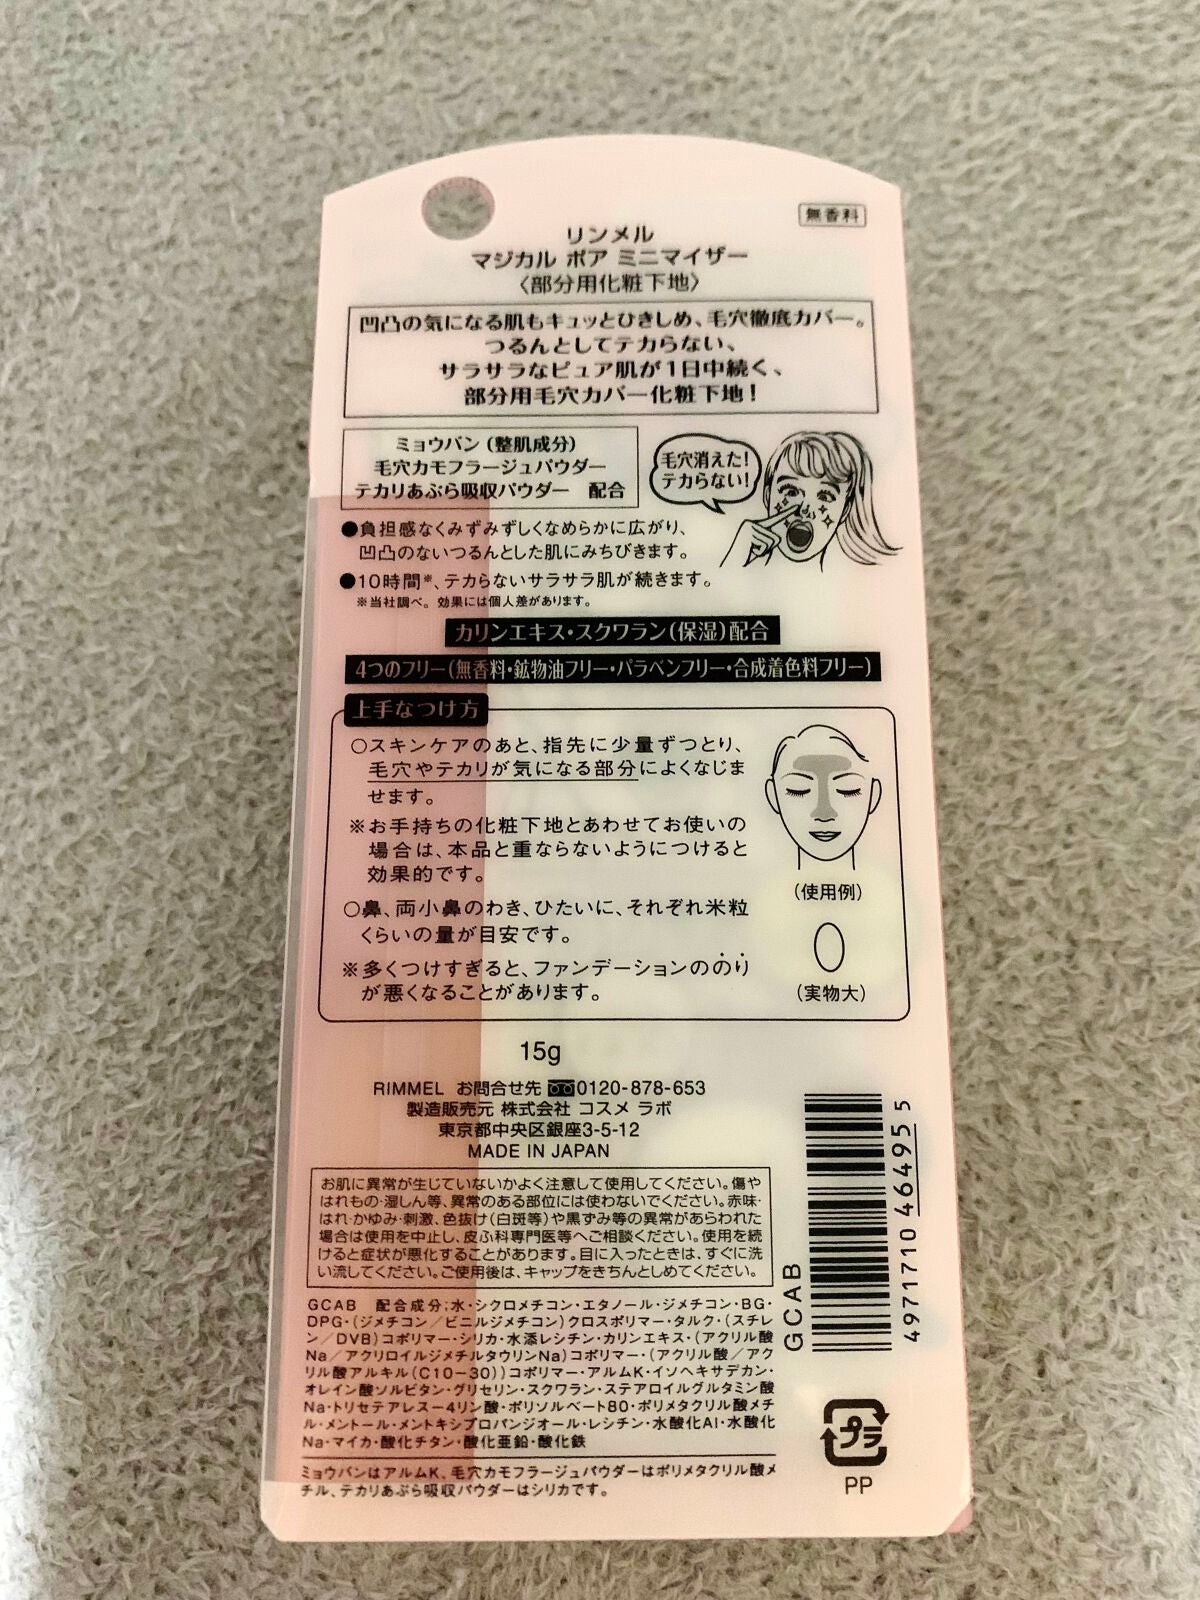 無香料
リンメル
マジカル ポア ミニマイザー
〈部分用化粧下地〉
凹凸の気になる肌もキュッとひきしめ、毛穴徹底カバー。
つるんとしてテカらない、
サラサラなピュア肌が1日中続く、
部分用毛穴カバー化粧下地！
ミョウバン（整肌成分）
毛穴カモフラージュパウダー
テカリあぶら吸収パウダー　配合
毛穴消えた！
テカらない！
●負担感なくみずみずしくなめらかに広がり、
凹凸のないつるんとした肌にみちびきます。
●10時間※、テカらないサラサラ肌が続きます。
※当社調べ。効果には個人差があります。
カリンエキス・スクワラン（保湿）配合
4つのフリー（無香料・鉱物油フリー・パラベンフリー・合成着色料フリー）
上手なつけ方
○スキンケアのあと、指先に少量ずつとり、
毛穴やテカリが気になる部分によくなじま
せます。
※お手持ちの化粧下地とあわせてお使いの
場合は、本品と重ならないようにつけると
効果的です。
（使用例）
○鼻、両小鼻のわき、ひたいに、それぞれ米粒
くらいの量が目安です。
※多くつけすぎると、ファンデーションののり
が悪くなることがあります。
（実物大）
15g
RIMMEL お問合せ先 0120-878-653
製造販売元 株式会社 コスメ ラボ
東京都中央区銀座3-5-12
MADE IN JAPAN
お肌に異常が生じていないかよく注意して使用してください。傷や
はれもの・湿しん等、異常のある部位には使わないでください。赤味・
はれ・かゆみ・刺激、色抜け（白斑等）や黒ずみ等の異常があらわれた
場合は使用を中止し、皮ふ科専門医等へご相談ください。使用を続
けると症状が悪化することがあります。目に入ったときは、すぐに洗
い流してください。ご使用後は、キャップをきちんとしめてください。
GCAB　配合成分：水・シクロメチコン・エタノール・ジメチコン・BG・
DPG・（ジメチコン／ビニルジメチコン）クロスポリマー・タルク・（スチレ
ン／DVB）コポリマー・シリカ・水添レシチン・カリンエキス・（アクリル酸
Na／アクリロイルジメチルタウリンNa）コポリマー・（アクリル酸／アク
リル酸アルキル（C10～30））コポリマー・アルムK・イソヘキサデカン・
オレイン酸ソルビタン・グリセリン・スクワラン・ステアロイルグルタミン酸
Na・トリセテアレスー4リン酸・ポリソルベート80・ポリメタクリル酸メチ
ル・メントール・メントキシプロパンジオール・レシチン・水酸化Al・水酸化
Na・マイカ・酸化チタン・酸化亜鉛・酸化鉄
ミョウバンはアルムK、毛穴カモフラージュパウダーはポリメタクリル酸メ
チル、テカリあぶら吸収パウダーはシリカです。
GCAB
4971710 464955
プラ
PP